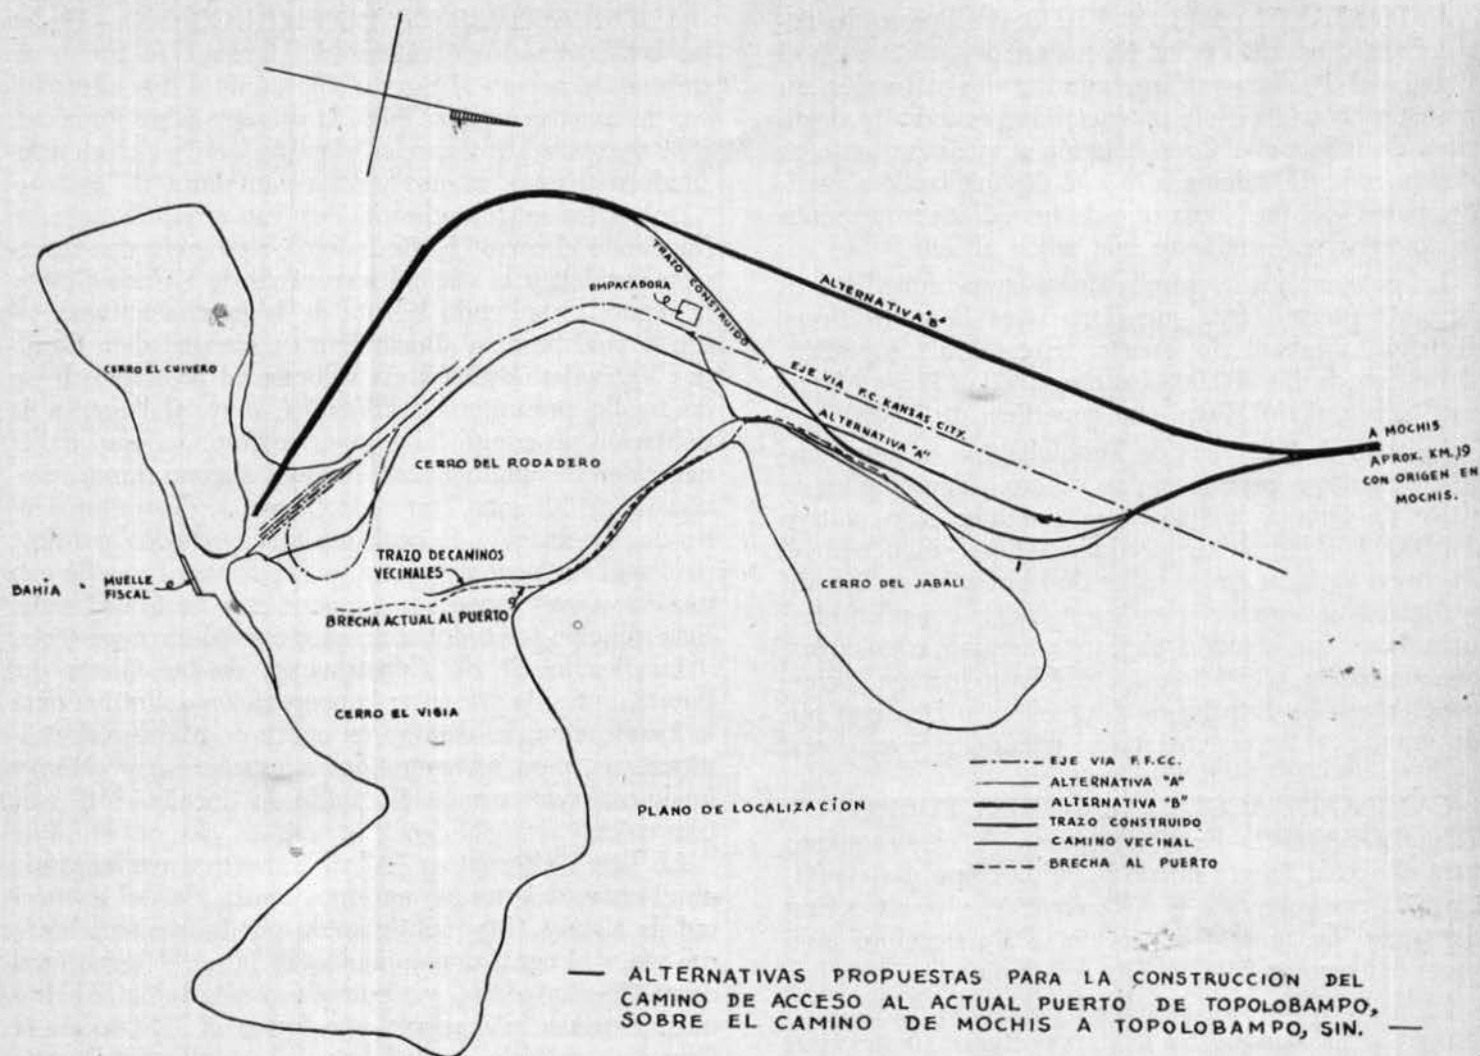 TRAZO CONSTRUIDO
EMPACADORA
ALTERNATIVA "B"
CERRO EL CUIVERO
EJE VIA F.C. KANSAS CITY.
ALTERNATIVA "A"
CERRO DEL RODADERO
A MOCHIS
APROX. KM. 19
CON ORIGEN EN
MOCHIS.
TRAZO DE CAMINOS
VECINALES
BAHÍA
MUELLE
FISCAL
BRECHA ACTUAL AL PUERTO
CERRO DEL JABALI
CERRO EL VIGIA
PLANO DE LOCALIZACIÓN
EJE VIA F.F.CC.
ALTERNATIVA "A"
ALTERNATIVA "B"
TRAZO CONSTRUIDO
CAMINO VECINAL
BRECHA AL PUERTO
— ALTERNATIVAS PROPUESTAS PARA LA CONSTRUCCIÓN DEL
CAMINO DE ACCESO AL ACTUAL PUERTO DE TOPOLOBAMPO,
SOBRE EL CAMINO DE MOCHIS A TOPOLOBAMPO, SIN. —